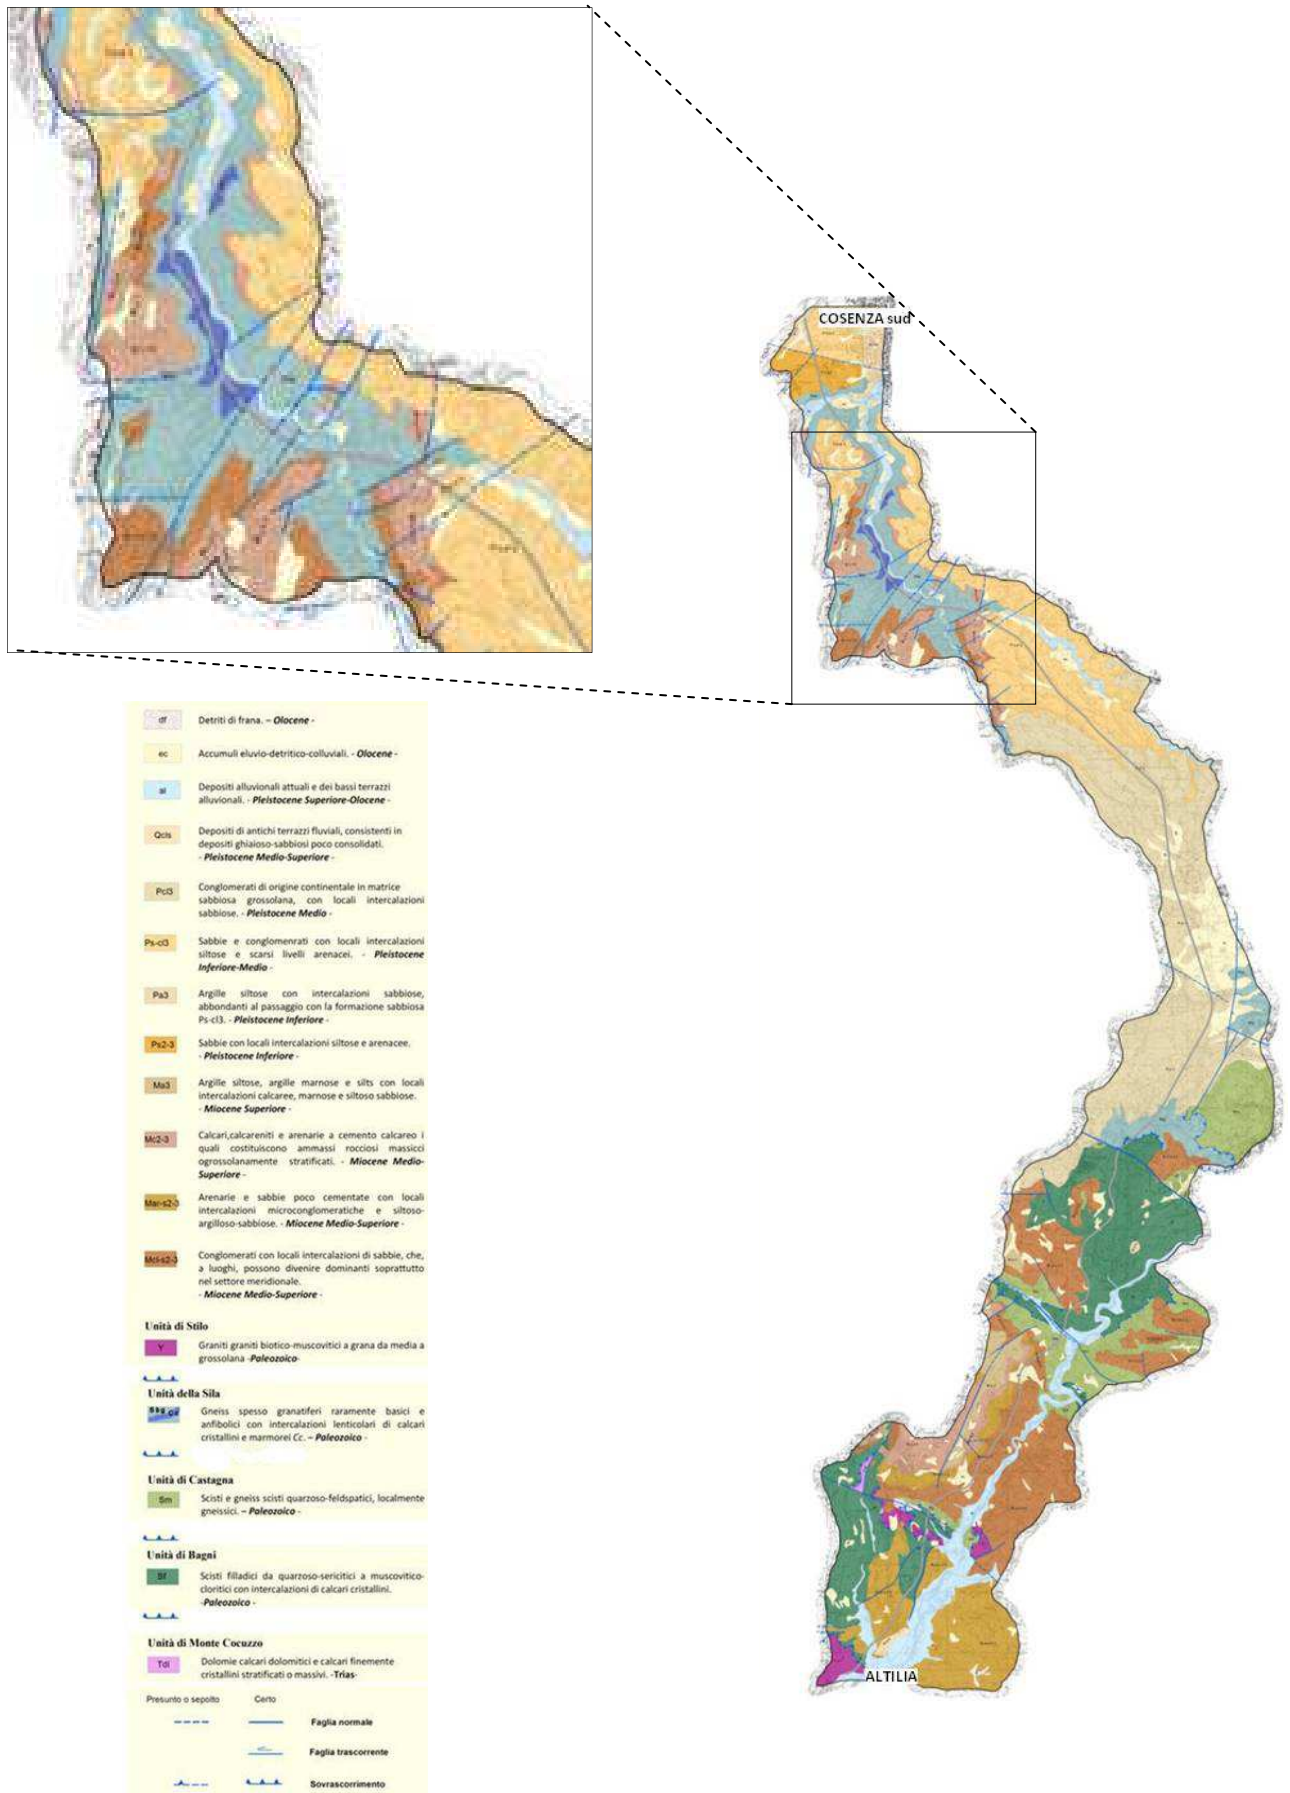 COSENZA sud
df
Detriti di frana. – Olocene -
ec
Accumuli eluvio-detritico-colluviali. - Olocene -
al
Depositi alluvionali attuali e dei bassi terrazzi
alluvionali. - Pleistocene Superiore-Olocene -
Qcls
Depositi di antichi terrazzi fluviali, consistenti in
depositi ghiaioso-sabbiosi poco consolidati.
- Pleistocene Medio-Superiore -
Pcl3
Conglomerati di origine continentale in matrice
sabbiosa grossolana, con locali intercalazioni
sabbiose. - Pleistocene Medio -
Ps-cl3
Sabbie e conglomenrati con locali intercalazioni
siltose e scarsi livelli arenacei. - Pleistocene
Inferiore-Medio -
Pa3
Argille siltose con intercalazioni sabbiose,
abbondanti al passaggio con la formazione sabbiosa
Ps-cl3. - Pleistocene Inferiore -
Ps2-3
Sabbie con locali intercalazioni siltose e arenacee.
- Pleistocene Inferiore -
Ma3
Argille siltose, argille marnose e silts con locali
intercalazioni calcaree, marnose e siltoso sabbiose.
- Miocene Superiore -
Mc2-3
Calcari,calcareniti e arenarie a cemento calcareo i
quali costituiscono ammassi rocciosi massicci
ogrossolanamente stratificati. - Miocene Medio-
Superiore -
Mar-s2-3
Arenarie e sabbie poco cementate con locali
intercalazioni microconglomeratiche e siltoso-
argilloso-sabbiose. - Miocene Medio-Superiore -
Mcl-s2-3
Conglomerati con locali intercalazioni di sabbie, che,
a luoghi, possono divenire dominanti soprattutto
nel settore meridionale.
- Miocene Medio-Superiore -
Unità di Stilo
Y
Graniti graniti biotico-muscovitici a grana da media a
grossolana -Paleozoico-
Unità della Sila
Sbg Cc
Gneiss spesso granatiferi raramente basici e
anfibolici con intercalazioni lenticolari di calcari
cristallini e marmorei Cc. – Paleozoico -
Unità di Castagna
Sm
Scisti e gneiss scisti quarzoso-feldspatici, localmente
gneissici. – Paleozoico -
Unità di Bagni
Sf
Scisti filladici da quarzoso-sericitici a muscovitico-
cloritici con intercalazioni di calcari cristallini.
-Paleozoico -
Unità di Monte Cocuzzo
Tdl
Dolomie calcari dolomitici e calcari finemente
cristallini stratificati o massivi. -Trias-
Presunto o sepolto
Certo
Faglia normale
Faglia trascorrente
Sovrascorrimento
ALTILIA